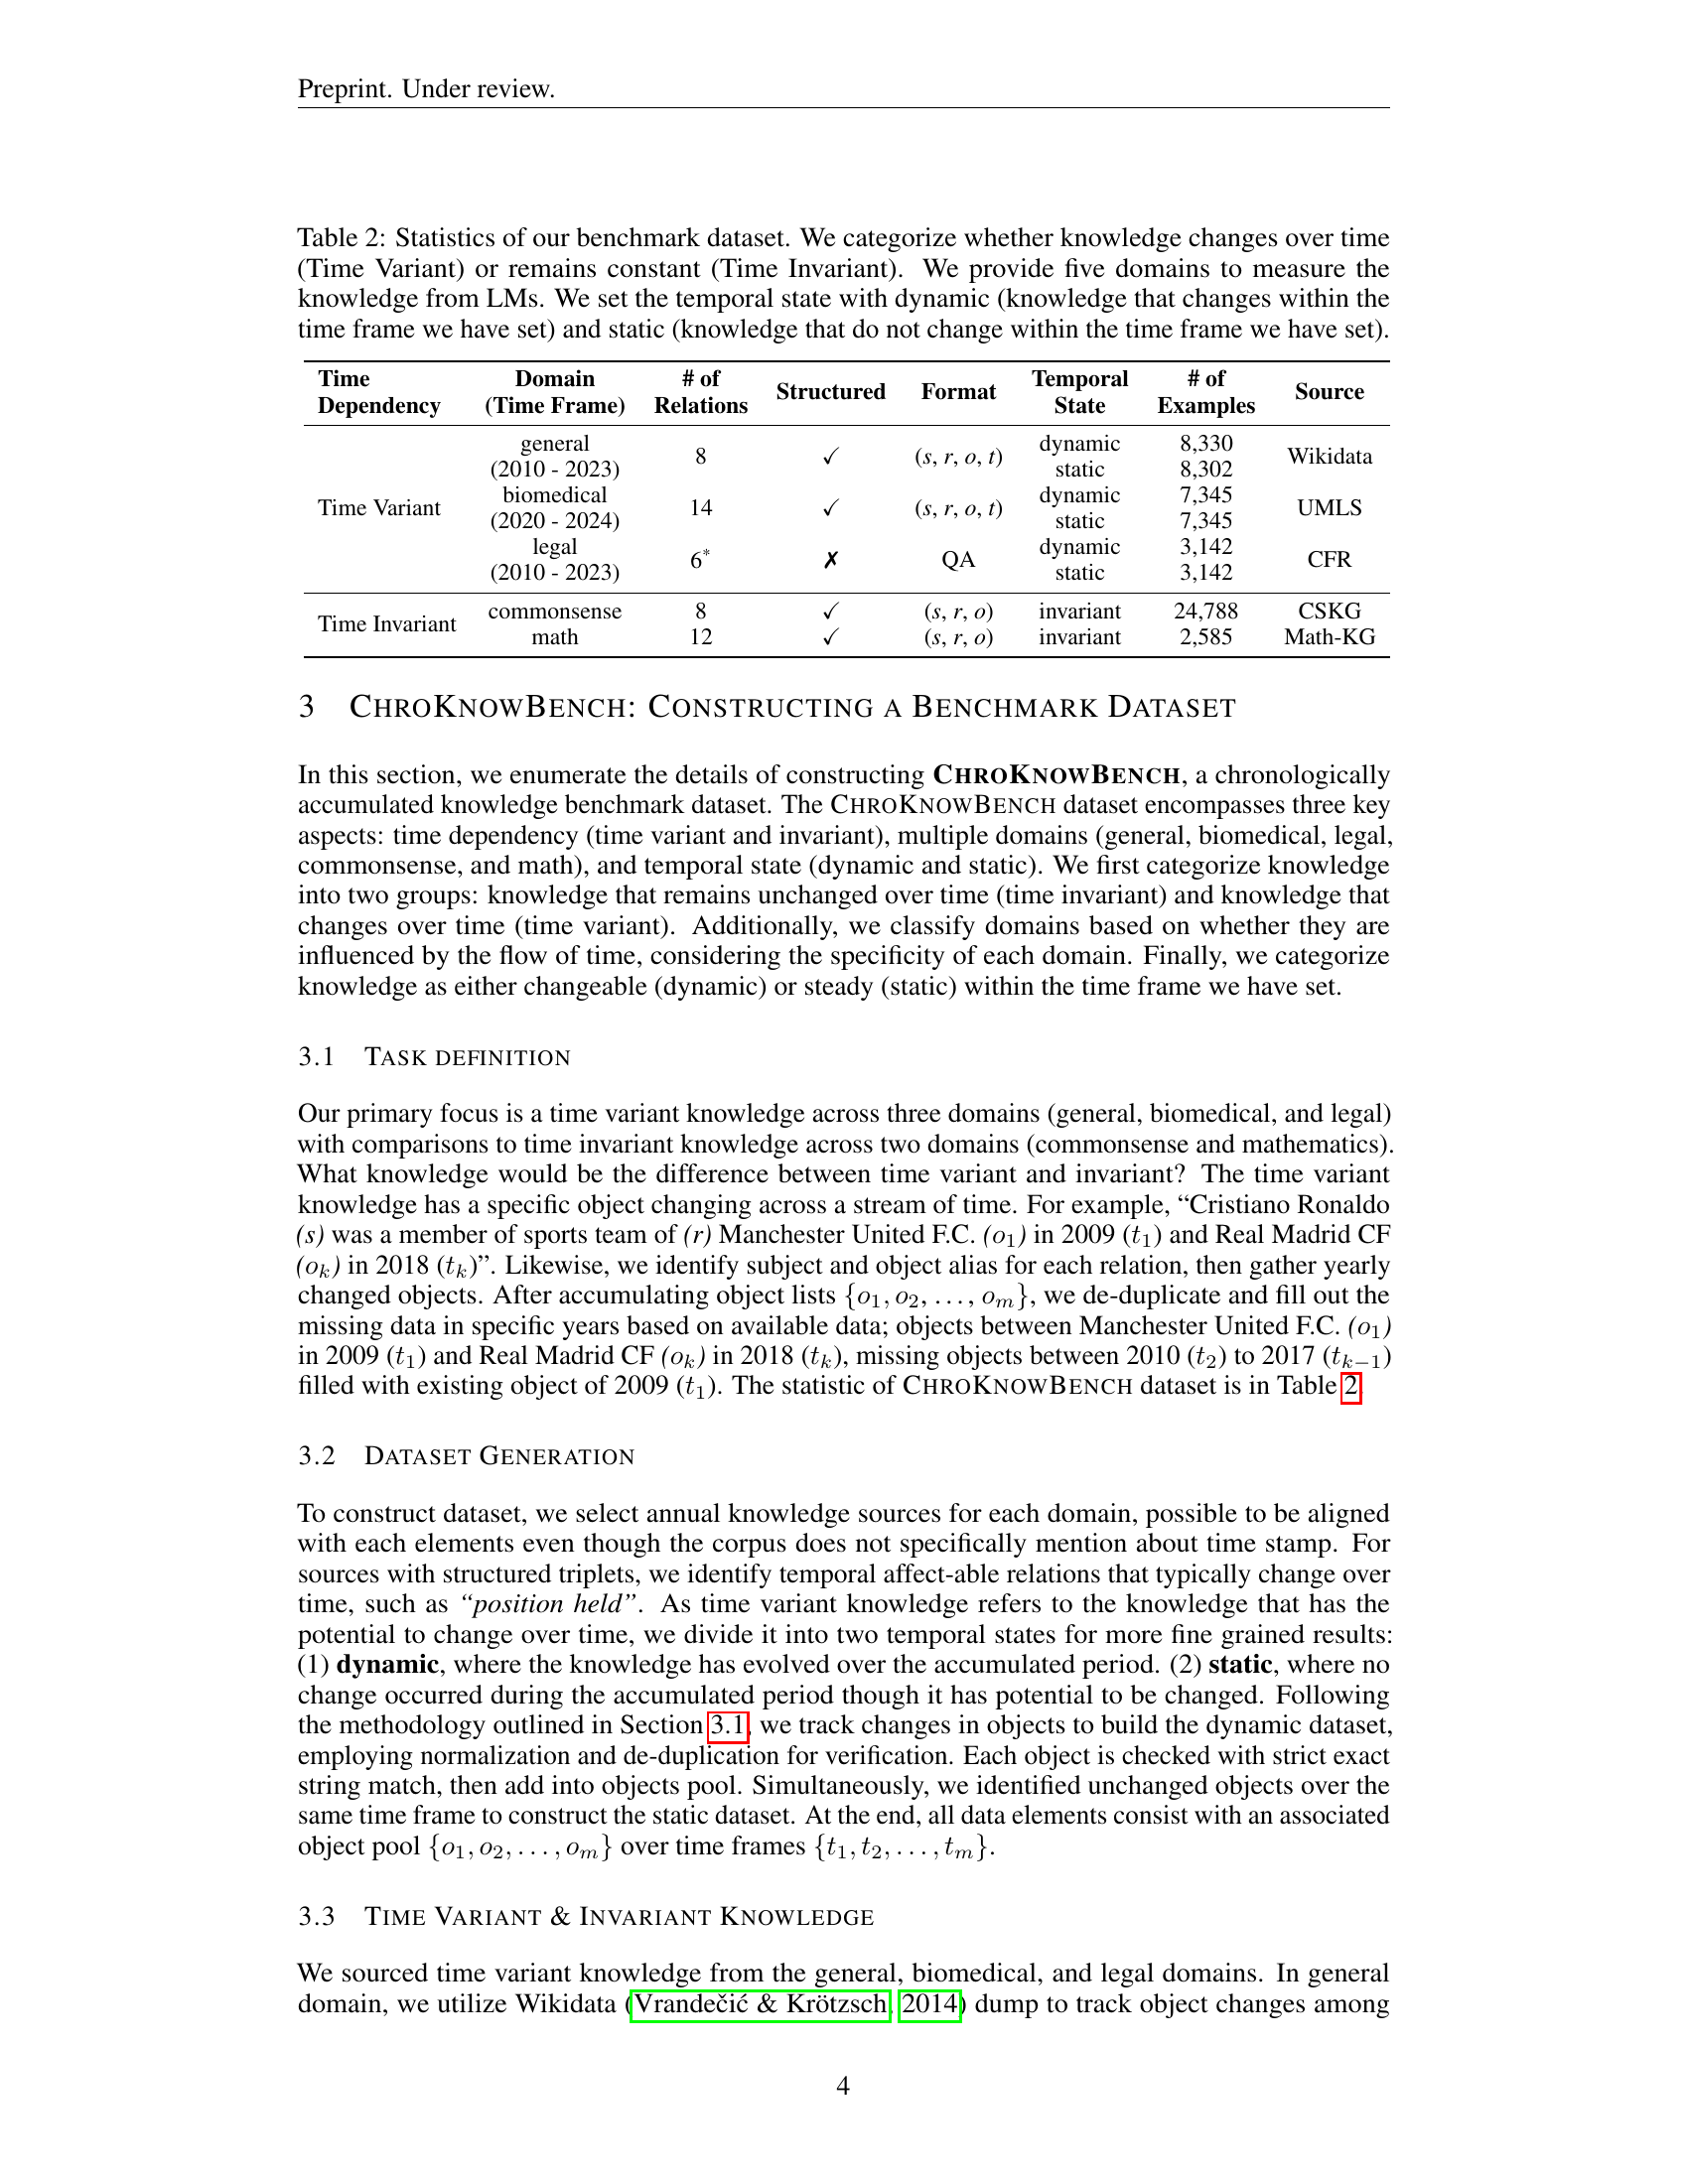 Preprint. Under review.
Table 2: Statistics of our benchmark dataset. We categorize whether knowledge changes over time
(Time Variant) or remains constant (Time Invariant). We provide five domains to measure the
knowledge from LMs. We set the temporal state with dynamic (knowledge that changes within the
time frame we have set) and static (knowledge that do not change within the time frame we have set).
Time Dependency | Domain (Time Frame) | # of Relations | Structured | Format | Temporal State | # of Examples | Source
Time Variant | general (2010 - 2023) | 8 | ✓ | (s, r, o, t) | dynamic | 8,330 | Wikidata
static | 8,302
biomedical (2020 - 2024) | 14 | ✓ | (s, r, o, t) | dynamic | 7,345 | UMLS
static | 7,345
legal (2010 - 2023) | 6* | ✗ | QA | dynamic | 3,142 | CFR
static | 3,142
Time Invariant | commonsense | 8 | ✓ | (s, r, o) | invariant | 24,788 | CSKG
math | 12 | ✓ | (s, r, o) | invariant | 2,585 | Math-KG
3 CHROKNOWBENCH: CONSTRUCTING A BENCHMARK DATASET
In this section, we enumerate the details of constructing CHROKNOWBENCH, a chronologically
accumulated knowledge benchmark dataset. The CHROKNOWBENCH dataset encompasses three key
aspects: time dependency (time variant and invariant), multiple domains (general, biomedical, legal,
commonsense, and math), and temporal state (dynamic and static). We first categorize knowledge
into two groups: knowledge that remains unchanged over time (time invariant) and knowledge that
changes over time (time variant). Additionally, we classify domains based on whether they are
influenced by the flow of time, considering the specificity of each domain. Finally, we categorize
knowledge as either changeable (dynamic) or steady (static) within the time frame we have set.
3.1 TASK DEFINITION
Our primary focus is a time variant knowledge across three domains (general, biomedical, and legal)
with comparisons to time invariant knowledge across two domains (commonsense and mathematics).
What knowledge would be the difference between time variant and invariant? The time variant
knowledge has a specific object changing across a stream of time. For example, “Cristiano Ronaldo
(s) was a member of sports team of (r) Manchester United F.C. (o₁) in 2009 (t₁) and Real Madrid CF
(oₖ) in 2018 (tₖ)”. Likewise, we identify subject and object alias for each relation, then gather yearly
changed objects. After accumulating object lists {o₁, o₂, . . . , oₘ}, we de-duplicate and fill out the
missing data in specific years based on available data; objects between Manchester United F.C. (o₁)
in 2009 (t₁) and Real Madrid CF (oₖ) in 2018 (tₖ), missing objects between 2010 (t₂) to 2017 (tₖ₋₁)
filled with existing object of 2009 (t₁). The statistic of CHROKNOWBENCH dataset is in Table 2.
3.2 DATASET GENERATION
To construct dataset, we select annual knowledge sources for each domain, possible to be aligned
with each elements even though the corpus does not specifically mention about time stamp. For
sources with structured triplets, we identify temporal affect-able relations that typically change over
time, such as “position held”. As time variant knowledge refers to the knowledge that has the
potential to change over time, we divide it into two temporal states for more fine grained results:
(1) dynamic, where the knowledge has evolved over the accumulated period. (2) static, where no
change occurred during the accumulated period though it has potential to be changed. Following
the methodology outlined in Section 3.1, we track changes in objects to build the dynamic dataset,
employing normalization and de-duplication for verification. Each object is checked with strict exact
string match, then add into objects pool. Simultaneously, we identified unchanged objects over the
same time frame to construct the static dataset. At the end, all data elements consist with an associated
object pool {o₁, o₂, . . . , oₘ} over time frames {t₁, t₂, . . . , tₘ}.
3.3 TIME VARIANT & INVARIANT KNOWLEDGE
We sourced time variant knowledge from the general, biomedical, and legal domains. In general
domain, we utilize Wikidata (Vrandečić & Krötzsch, 2014) dump to track object changes among
4